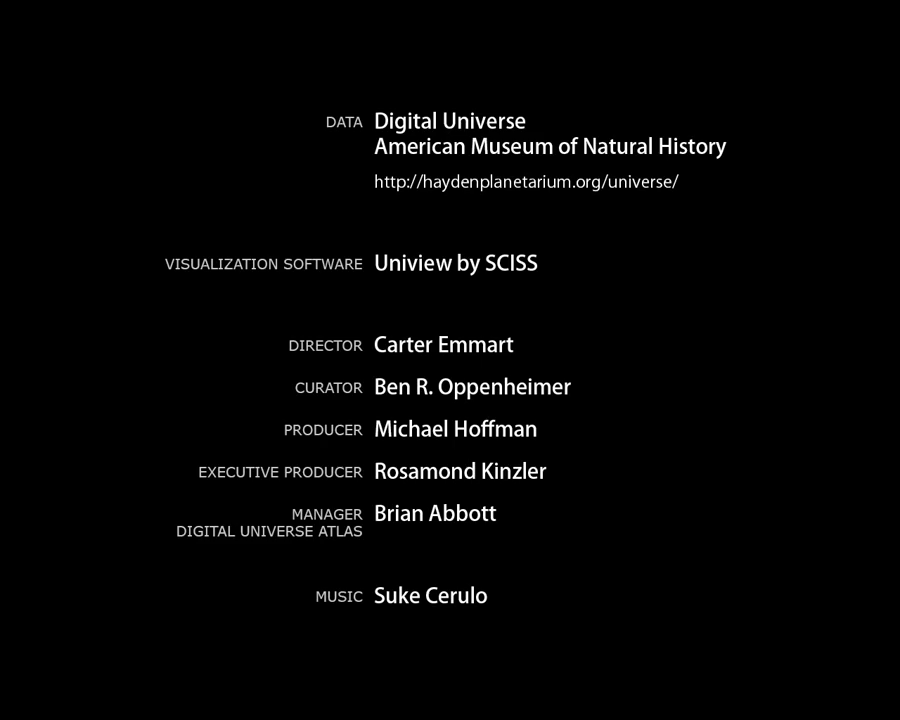 DATA Digital Universe
American Museum of Natural History
http://haydenplanetarium.org/universe/
VISUALIZATION SOFTWARE Uniview by SCISS
DIRECTOR Carter Emmart
CURATOR Ben R. Oppenheimer
PRODUCER Michael Hoffman
EXECUTIVE PRODUCER Rosamond Kinzler
MANAGER Brian Abbott
DIGITAL UNIVERSE ATLAS
MUSIC Suke Cerulo